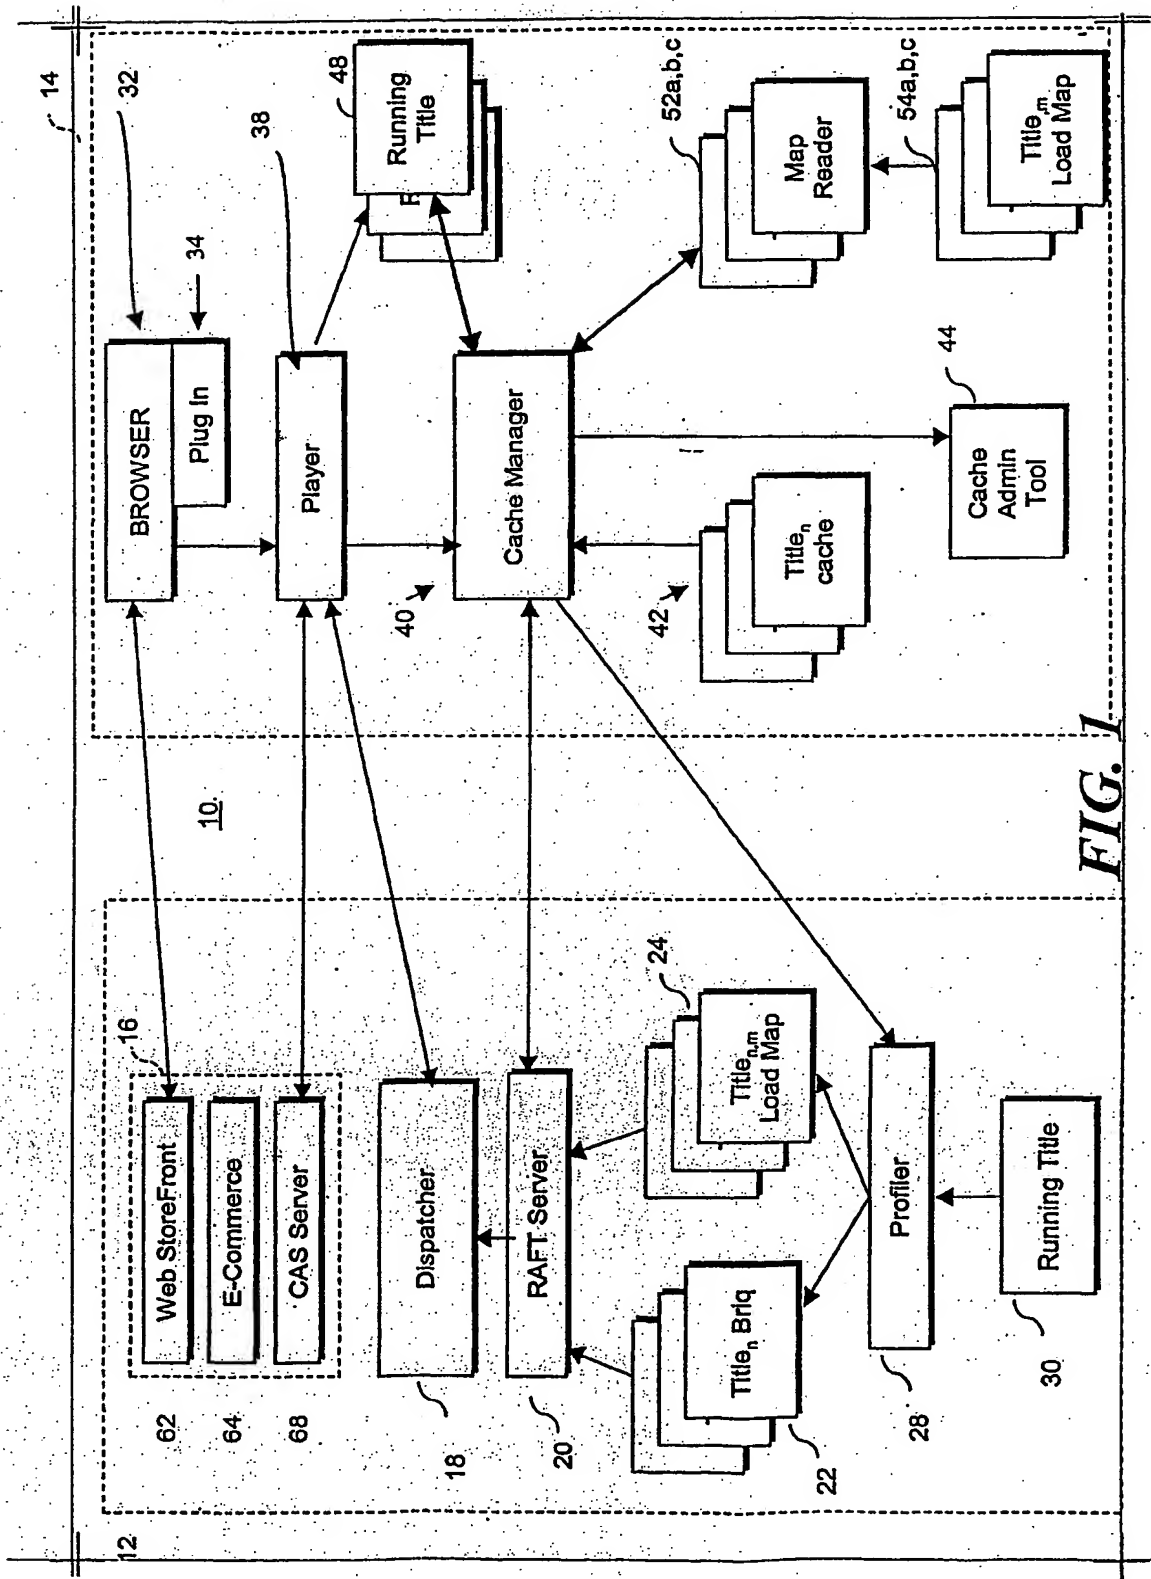 12
14
16
62
Web StoreFront
64
E-Commerce
68
CAS Server
10
BROWSER
32
Plug In
34
Player
38
18
Dispatcher
20
RAFT Server
Title n Briq
22
Title n,m
Load Map
24
28
Profiler
30
Running Title
Running
Title
48
R
40
Cache Manager
42
Title n
cache
52a,b,c
Map
Reader
54a,b,c
Title ,m
Load Map
44
Cache
Admin
Tool
FIG. 1